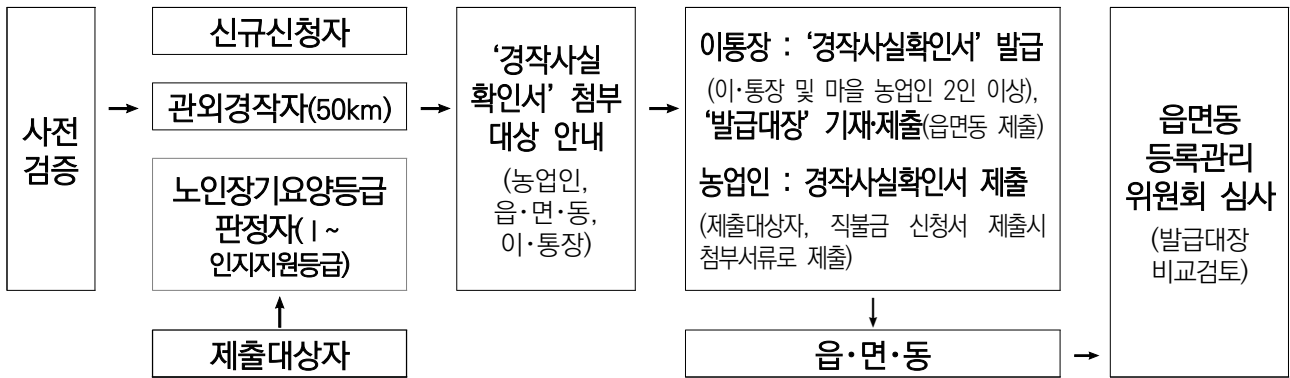 사전
검증
신규신청자
관외경작자(50km)
노인장기요양등급
판정자(Ⅰ~
인지지원등급)
제출대상자
‘경작사실
확인서’ 첨부
대상 안내
(농업인,
읍·면·동,
이·통장)
이통장 : ‘경작사실확인서’ 발급
(이·통장 및 마을 농업인 2인 이상),
‘발급대장’ 기재·제출(읍면동 제출)
농업인 : 경작사실확인서 제출
(제출대상자, 직불금 신청서 제출시
첨부서류로 제출)
읍·면·동
읍면동
등록관리
위원회 심사
(발급대장
비교검토)